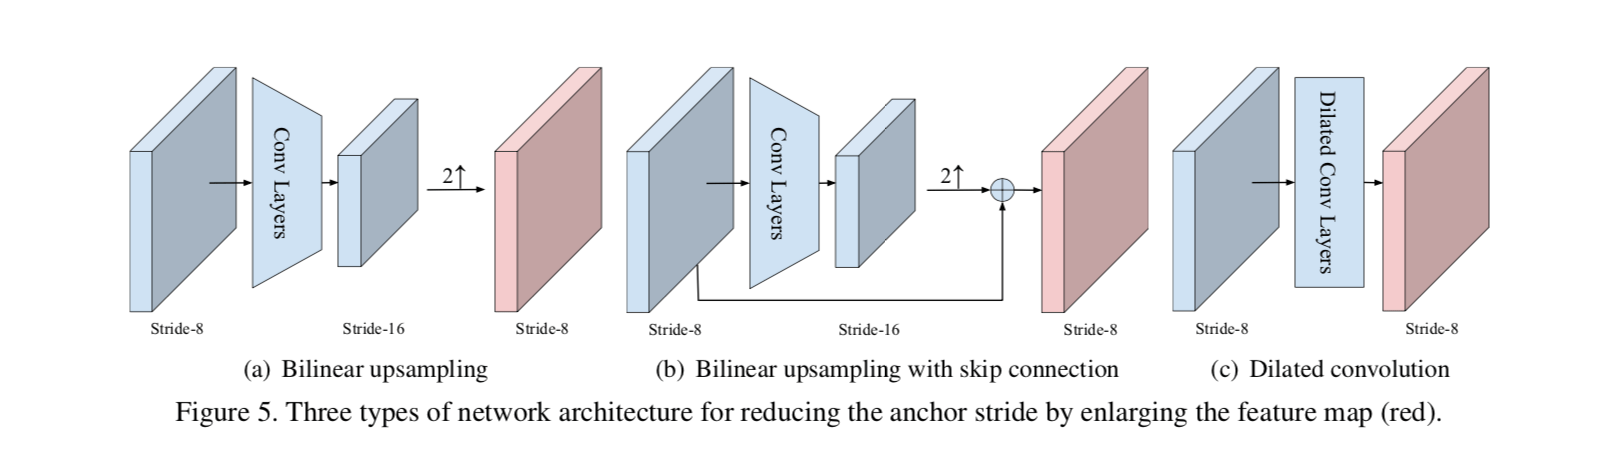 Conv Layers
2↑
Conv Layers
2↑
Dilated Conv Layers
Stride-8
Stride-16
Stride-8
Stride-8
Stride-16
Stride-8
Stride-8
Stride-8
(a) Bilinear upsampling
(b) Bilinear upsampling with skip connection
(c) Dilated convolution
Figure 5. Three types of network architecture for reducing the anchor stride by enlarging the feature map (red).